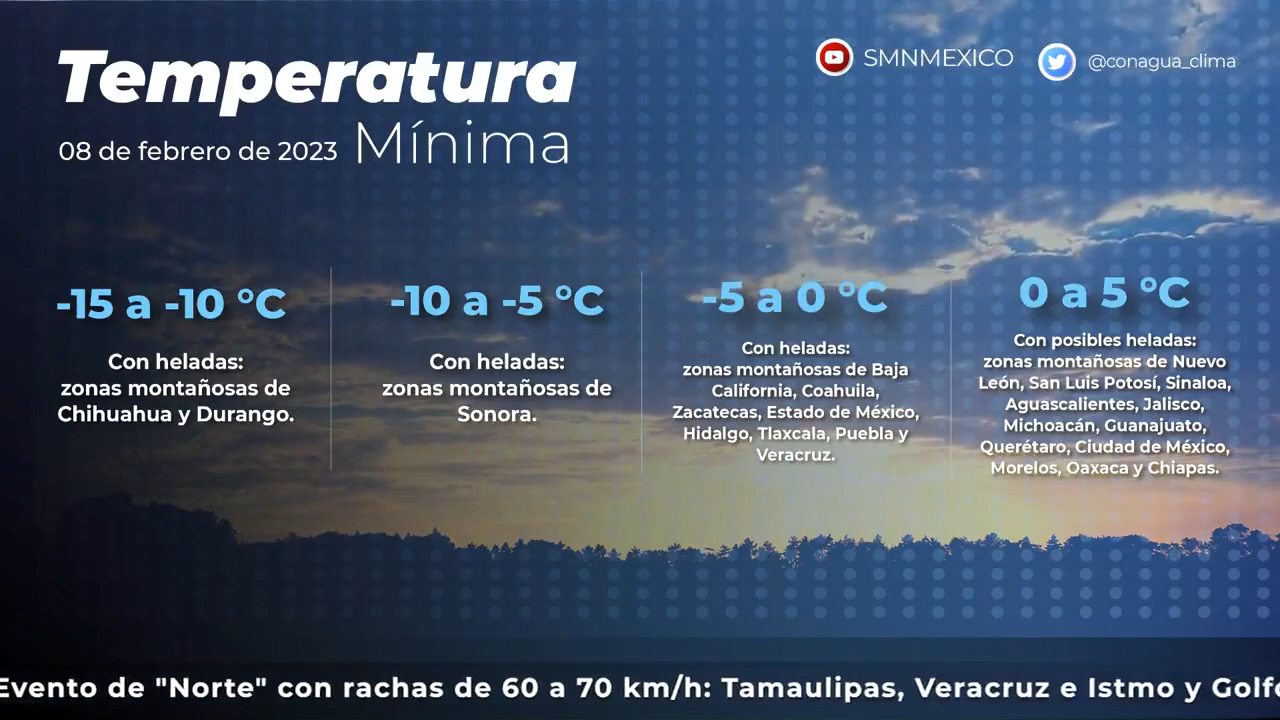 Temperatura
08 de febrero de 2023 Mínima
SMNMEXICO
@conagua_clima
-15 a -10 °C
Con heladas:
zonas montañosas de
Chihuahua y Durango.
-10 a -5 °C
Con heladas:
zonas montañosas de
Sonora.
-5 a 0 °C
Con heladas:
zonas montañosas de Baja
California, Coahuila,
Zacatecas, Estado de México,
Hidalgo, Tlaxcala, Puebla y
Veracruz.
0 a 5 °C
Con posibles heladas:
zonas montañosas de Nuevo
León, San Luis Potosí, Sinaloa,
Aguascalientes, Jalisco,
Michoacán, Guanajuato,
Querétaro, Ciudad de México,
Morelos, Oaxaca y Chiapas.
Evento de "Norte" con rachas de 60 a 70 km/h: Tamaulipas, Veracruz e Istmo y Golfo